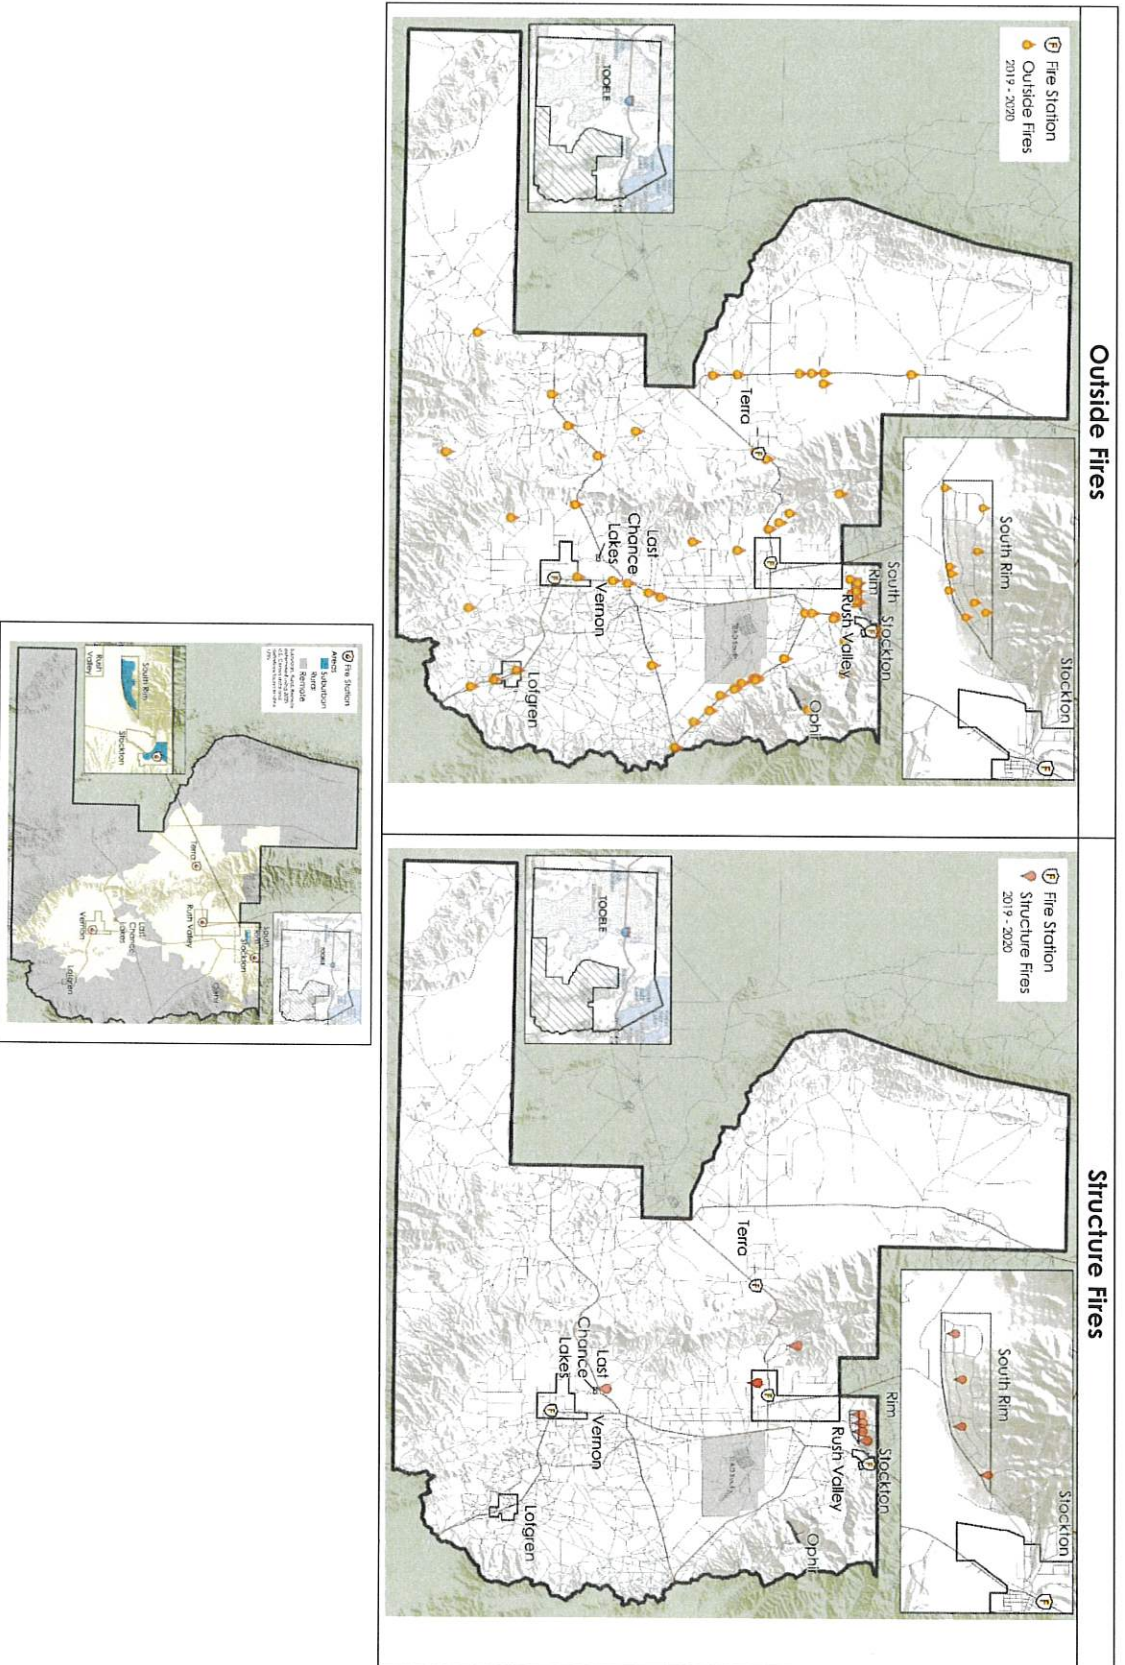 Outside Fires
Fire Station
Outside Fires
2019 - 2020
TOOELE
South Rim
Stockton
Terra
South
Rim
Stockton
Rush Valley
Ophir
Last
Chance
Lakes
Vernon
Lofgren
Structure Fires
Fire Station
Structure Fires
2019 - 2020
TOOELE
South Rim
Stockton
Terra
Rim
Stockton
Rush Valley
Ophir
Last
Chance
Lakes
Vernon
Lofgren
Fire Station
Areas
Suburban
Rural
Remote
South Rim
Stockton
Rush
Valley
TOOELE
Terra
Rush Valley
South
Rim
Stockton
Ophir
Last
Chance
Lakes
Vernon
Lofgren